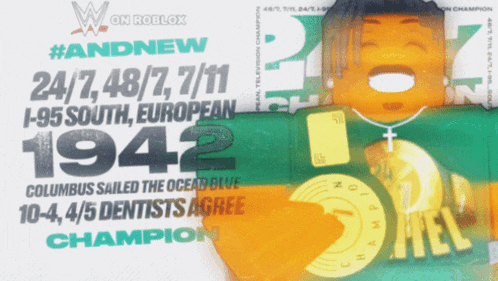 W ON ROBLOX
#ANDNEW
24/7, 48/7, 7/11
I-95 SOUTH, EUROPEAN
1942
COLUMBUS SAILED THE OCEAN BLUE
10-4, 4/5 DENTISTS AGREE
CHAMPION
CHAMPION